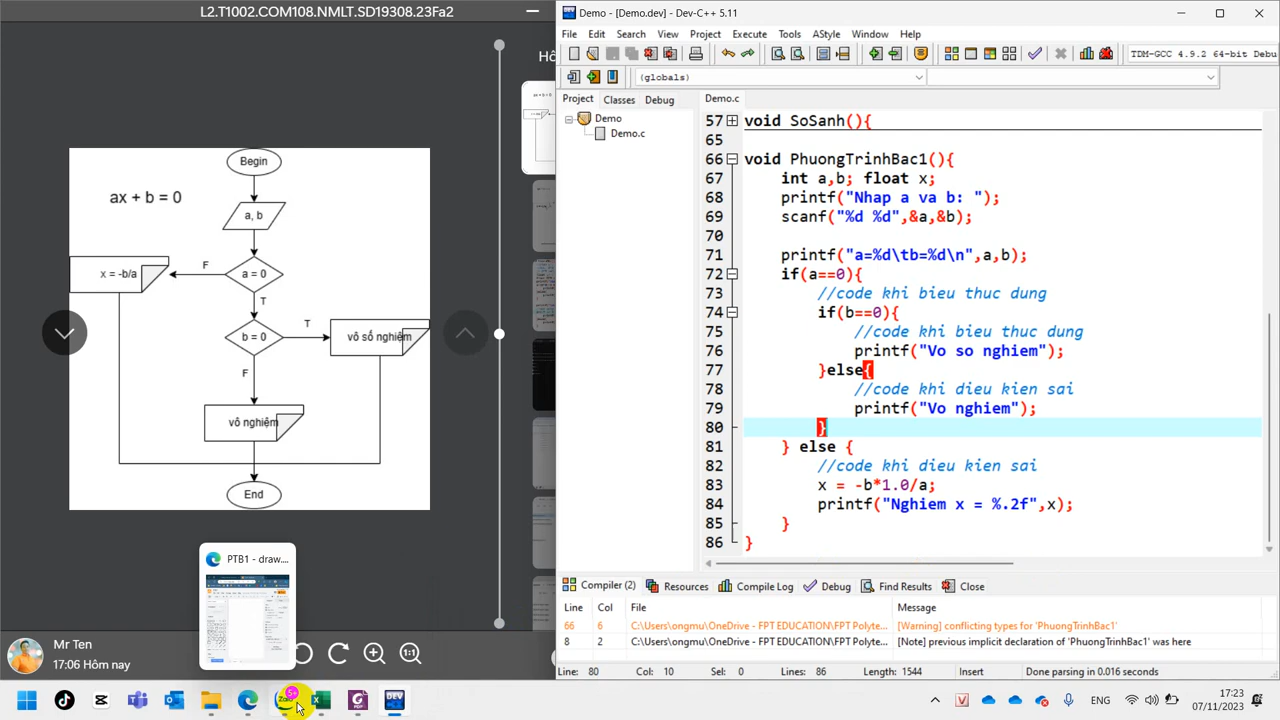 L2.T1002.COM108.NMLT.SD19308.23Fa2
ax + b = 0
Begin
a, b
a = 0
F
x = -b/a
T
b = 0
T
vô số nghiệm
F
vô nghiệm
End
PTB1 - draw....
Mr Ten
17:06 Hôm nay
1:1
Demo - [Demo.dev] - Dev-C++ 5.11
File Edit Search View Project Execute Tools AStyle Window Help
TDM-GCC 4.9.2 64-bit Debu
(globals)
Project Classes Debug
Demo
Demo.c
Demo.c
57 void SoSanh(){
65
66 void PhuongTrinhBac1(){
67 int a,b; float x;
68 printf("Nhap a va b: ");
69 scanf("%d %d",&a,&b);
70
71 printf("a=%d\tb=%d\n",a,b);
72 if(a==0){
73 //code khi bieu thuc dung
74 if(b==0){
75 //code khi bieu thuc dung
76 printf("Vo so nghiem");
77 }else{
78 //code khi dieu kien sai
79 printf("Vo nghiem");
80 }
81 } else {
82 //code khi dieu kien sai
83 x = -b*1.0/a;
84 printf("Nghiem x = %.2f",x);
85 }
86 }
Compiler (2) Compile Log Debug Find Results Close
Line Col File Message
66 6 C:\Users\ongmp\OneDrive - FPT EDUCATION\FPT Polyte... [Warning] conflicting types for 'PhuongTrinhBac1'
8 2 C:\Users\ongmp\OneDrive - FPT EDUCATION\FPT Polyte... [Note] previous implicit declaration of 'PhuongTrinhBac1' was here
Line: 80 Col: 10 Sel: 0 Lines: 86 Length: 1544 Insert Done parsing in 0.016 seconds
Zalo
5+
DEV
ENG
17:23
07/11/2023